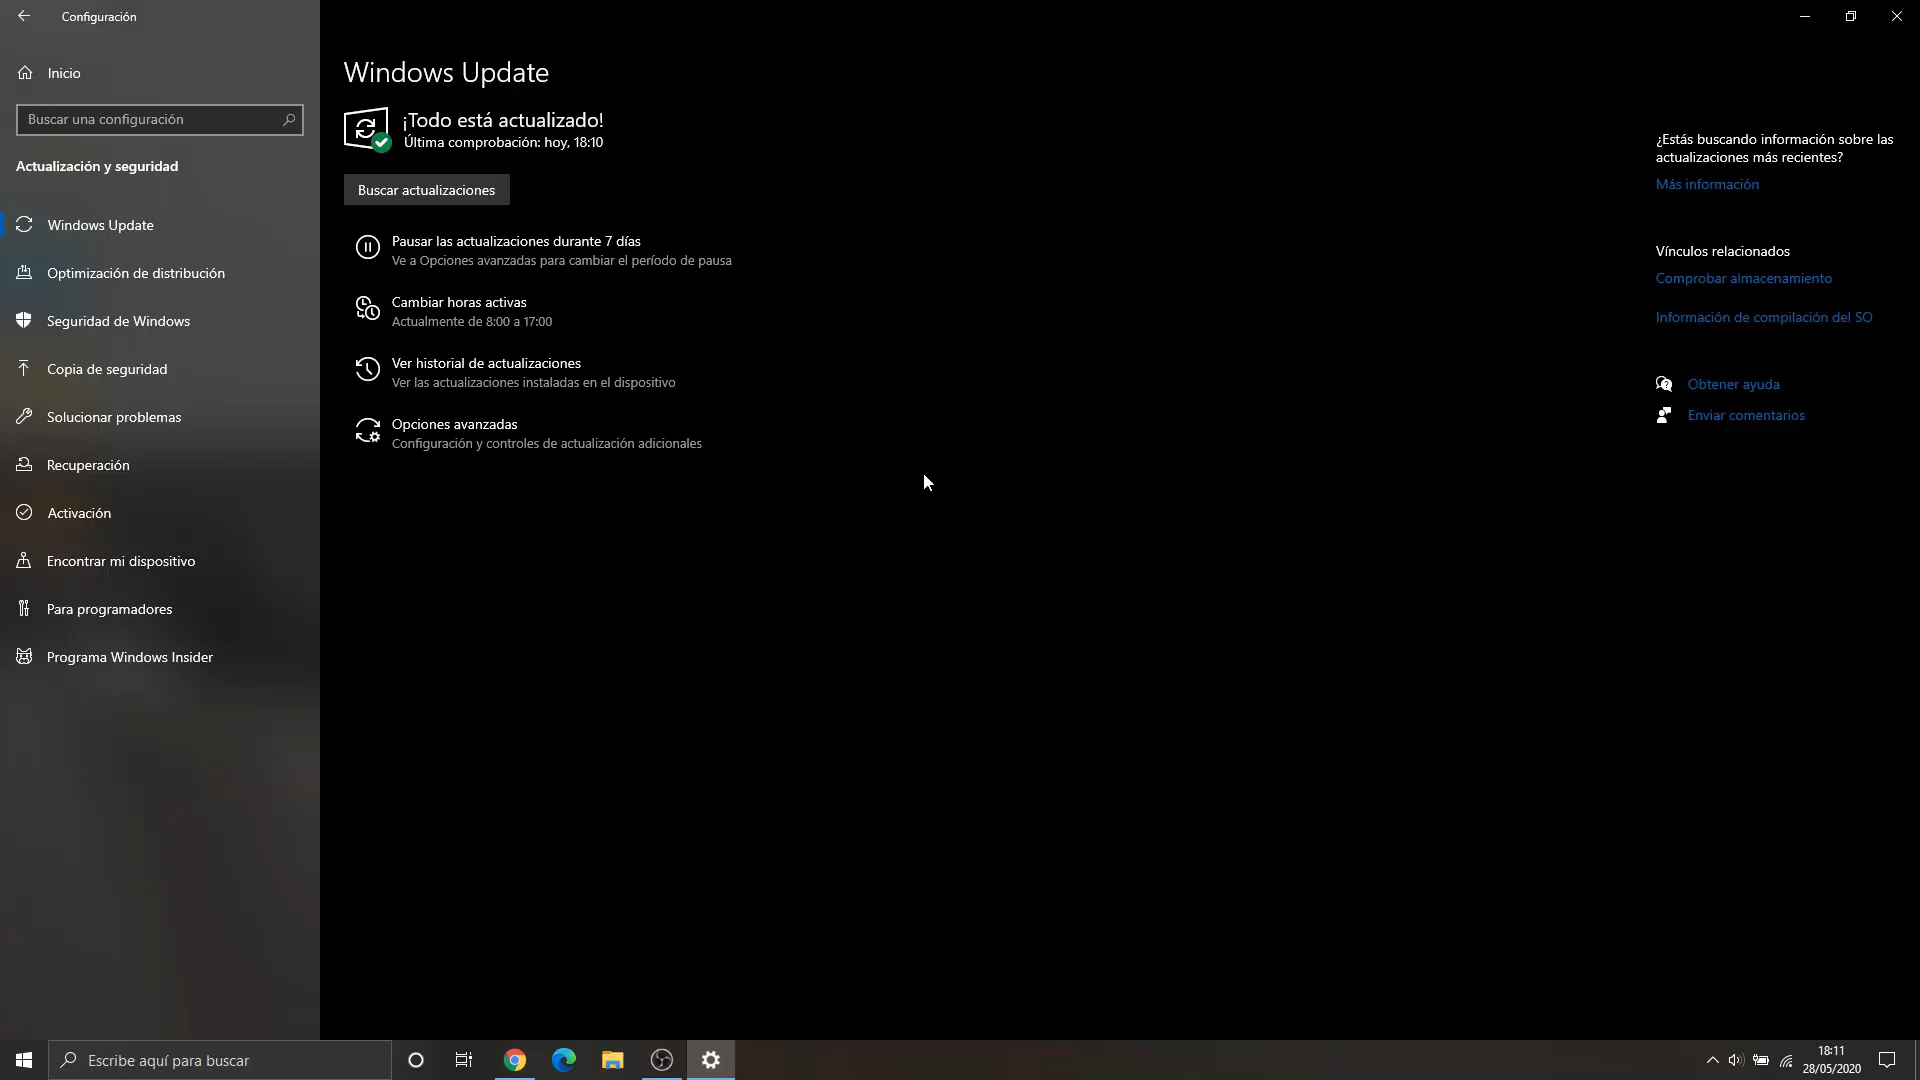 Configuración
Inicio
Buscar una configuración
Actualización y seguridad
Windows Update
Optimización de distribución
Seguridad de Windows
Copia de seguridad
Solucionar problemas
Recuperación
Activación
Encontrar mi dispositivo
Para programadores
Programa Windows Insider
Windows Update
¡Todo está actualizado!
Última comprobación: hoy, 18:10
Buscar actualizaciones
Pausar las actualizaciones durante 7 días
Ve a Opciones avanzadas para cambiar el período de pausa
Cambiar horas activas
Actualmente de 8:00 a 17:00
Ver historial de actualizaciones
Ver las actualizaciones instaladas en el dispositivo
Opciones avanzadas
Configuración y controles de actualización adicionales
¿Estás buscando información sobre las
actualizaciones más recientes?
Más información
Vínculos relacionados
Comprobar almacenamiento
Información de compilación del SO
Obtener ayuda
Enviar comentarios
Escribe aquí para buscar
18:11
28/05/2020